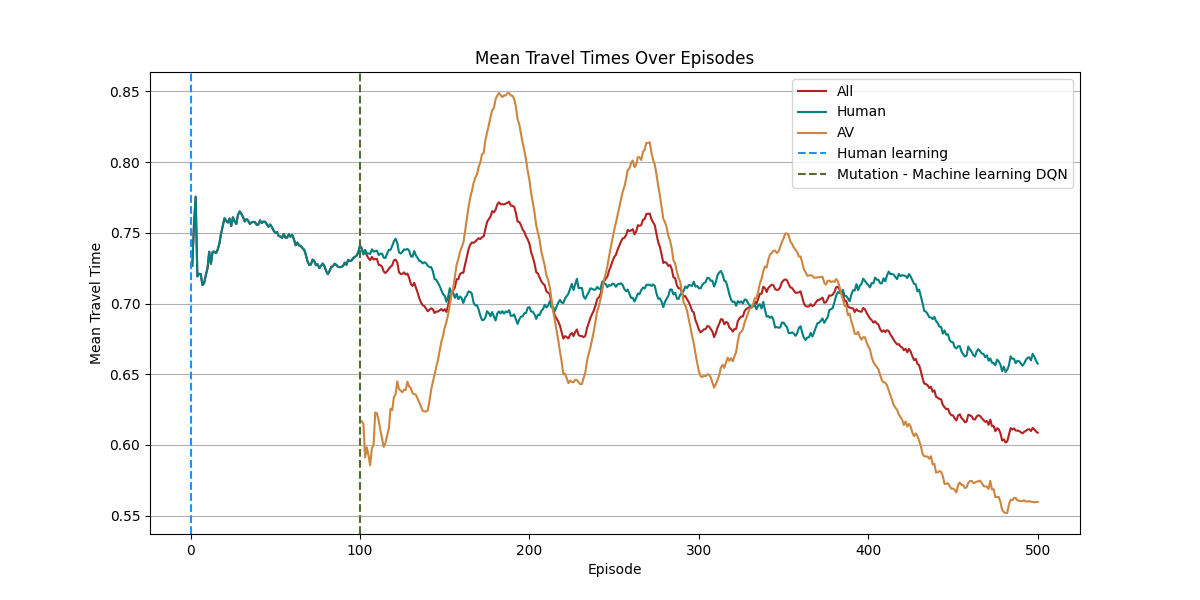 Mean Travel Times Over Episodes
0.85
0.80
0.75
0.70
0.65
0.60
0.55
Mean Travel Time
All
Human
AV
Human learning
Mutation - Machine learning DQN
0
100
200
300
400
500
Episode